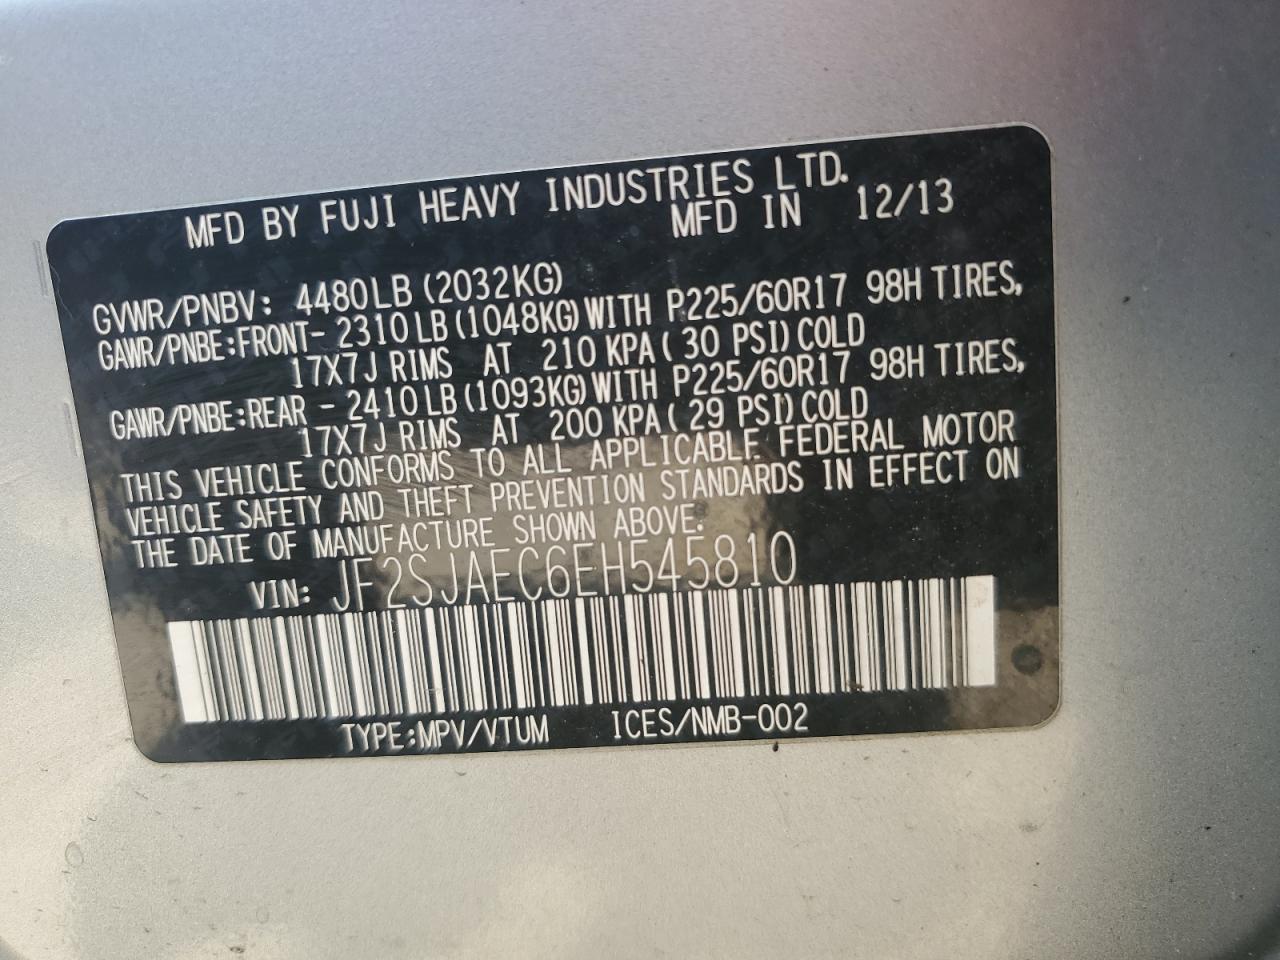 MFD BY FUJI HEAVY INDUSTRIES LTD.
MFD IN 12/13
GVWR/PNBV: 4480LB (2032KG)
GAWR/PNBE:FRONT- 2310LB (1048KG) WITH P225/60R17 98H TIRES,
17X7J RIMS AT 210 KPA ( 30 PSI) COLD
GAWR/PNBE:REAR - 2410LB (1093KG) WITH P225/60R17 98H TIRES,
17X7J RIMS AT 200 KPA ( 29 PSI) COLD
THIS VEHICLE CONFORMS TO ALL APPLICABLE FEDERAL MOTOR
VEHICLE SAFETY AND THEFT PREVENTION STANDARDS IN EFFECT ON
THE DATE OF MANUFACTURE SHOWN ABOVE.
VIN: JF2SJAEC6EH545810
TYPE:MPV/VTUM ICES/NMB-002